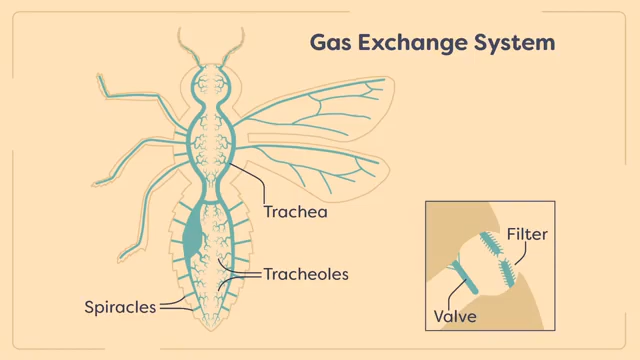 Gas Exchange System
Trachea
Filter
Tracheoles
Spiracles
Valve